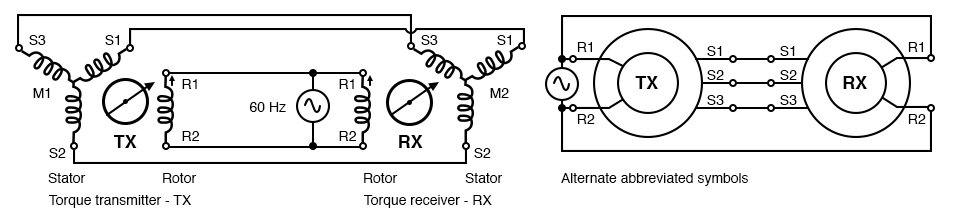 S3 S1 S3 S1 R1 S1 S1 R1
M1 R1 R1 M2 TX S2 S2 RX
60 Hz
R2 R2 R2 S3 S3 R2
TX RX
S2 S2
Stator Rotor Rotor Stator Alternate abbreviated symbols
Torque transmitter - TX Torque receiver - RX